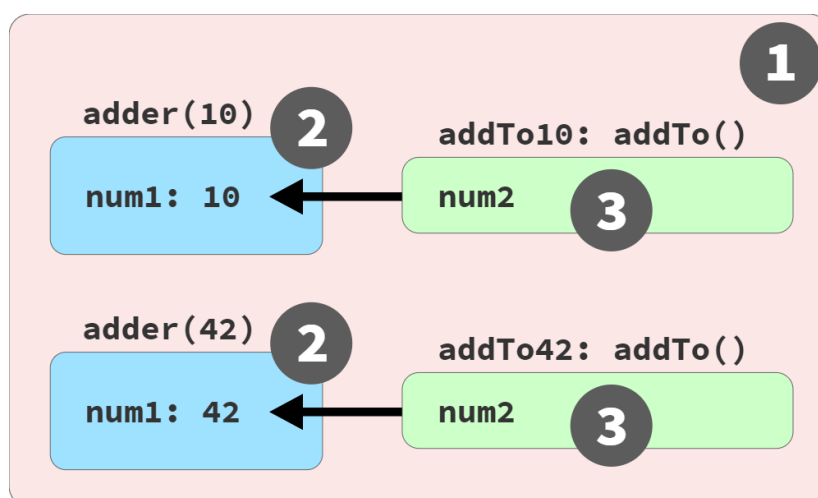 1
adder(10)
2
addTo10: addTo()
num1: 10
num2
3
adder(42)
2
addTo42: addTo()
num1: 42
num2
3